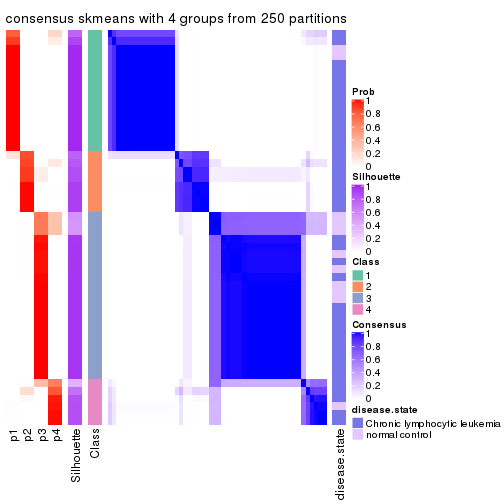 consensus skmeans with 4 groups from 250 partitions
Prob
1
0.8
0.6
0.4
0.2
0
Silhouette
1
0.8
0.6
0.4
0.2
0
Class
1
2
3
4
Consensus
1
0.8
0.6
0.4
0.2
0
disease.state
Chronic lymphocytic leukemia
normal control
p1
p2
p3
p4
Silhouette
Class
disease.state